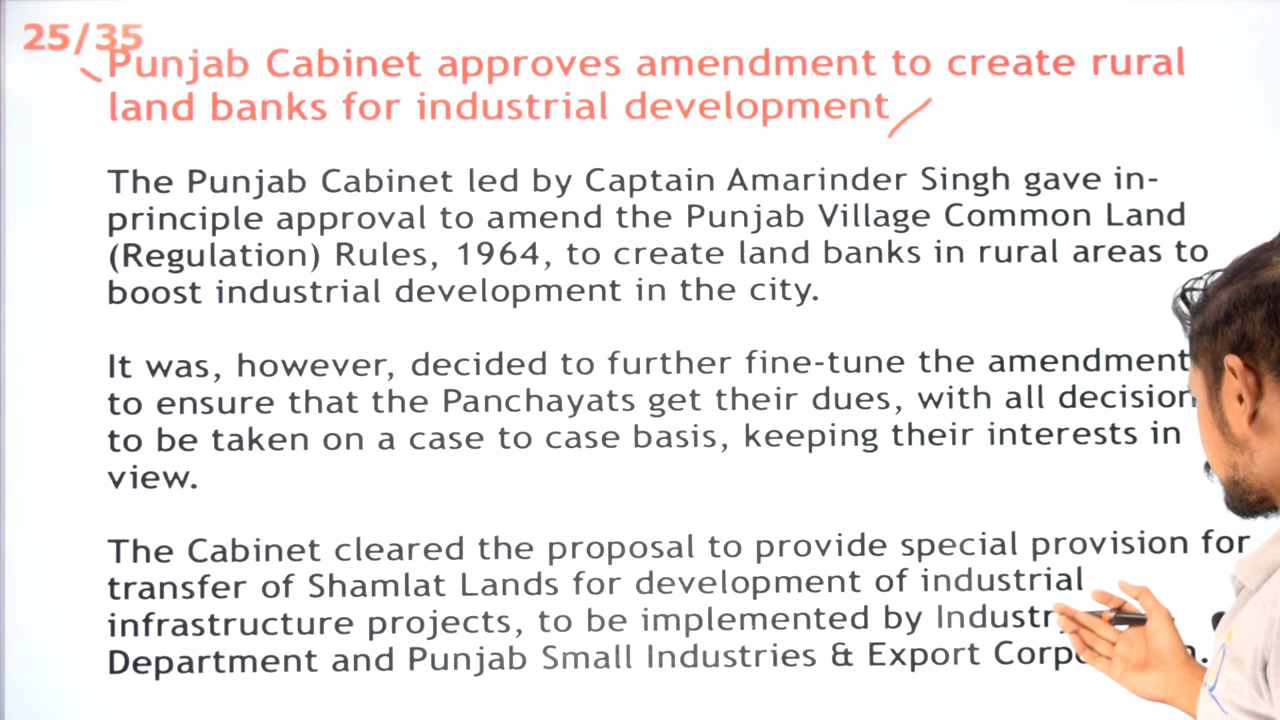 25/35
Punjab Cabinet approves amendment to create rural
land banks for industrial development
The Punjab Cabinet led by Captain Amarinder Singh gave in-
principle approval to amend the Punjab Village Common Land
(Regulation) Rules, 1964, to create land banks in rural areas to
boost industrial development in the city.
It was, however, decided to further fine-tune the amendment
to ensure that the Panchayats get their dues, with all decision
to be taken on a case to case basis, keeping their interests in
view.
The Cabinet cleared the proposal to provide special provision for
transfer of Shamlat Lands for development of industrial
infrastructure projects, to be implemented by
Department and Punjab Small Industries & Export